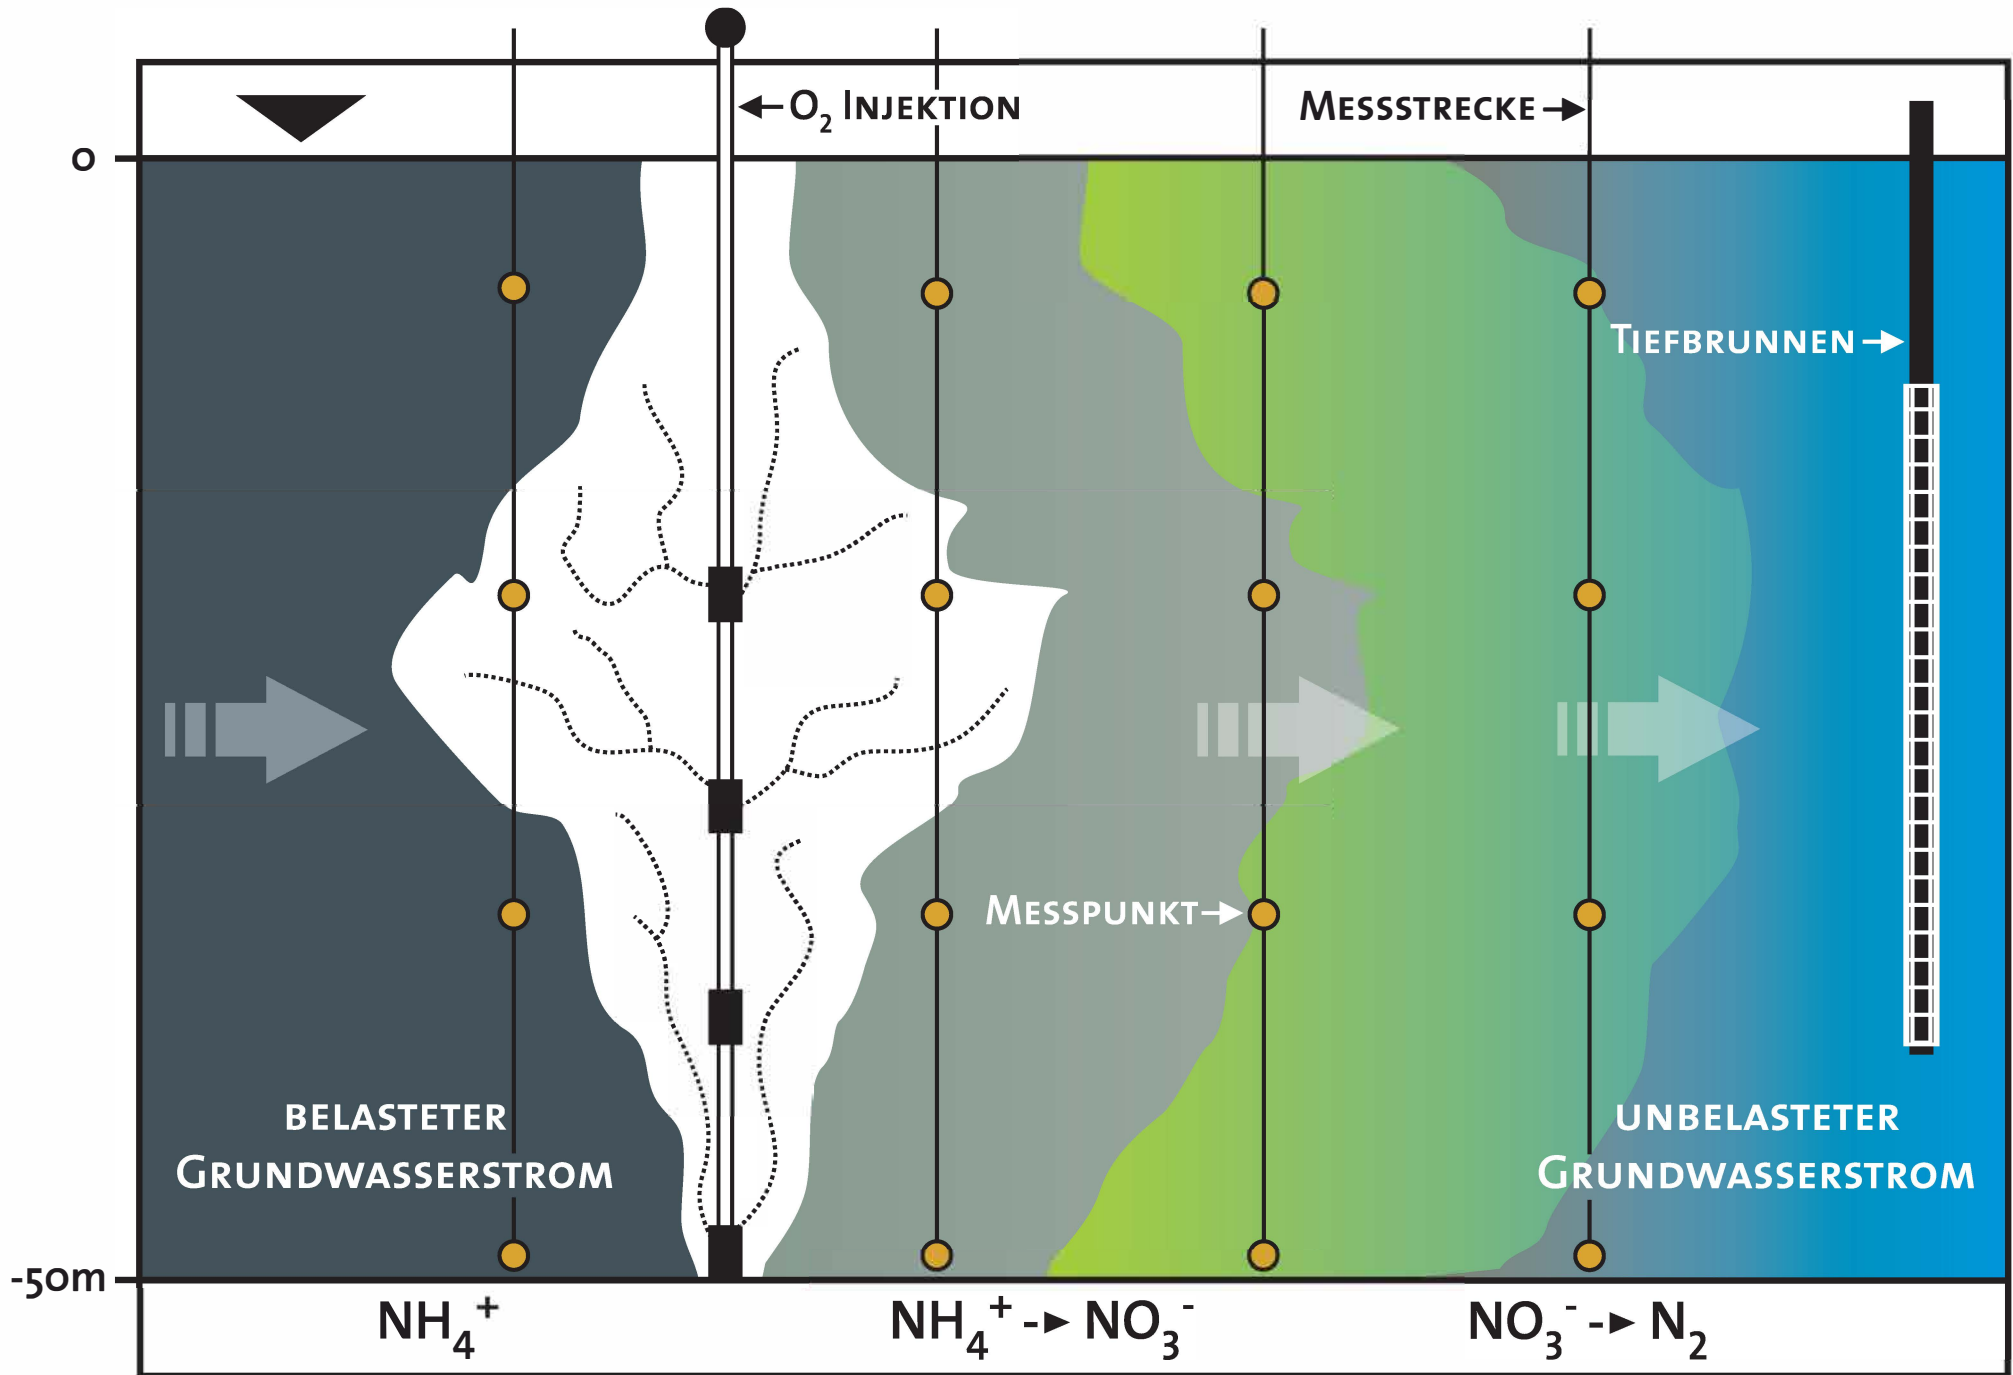 O₂ Injektion
Messstrecke
0
Tiefbrunnen
Messpunkt
belasteter
Grundwasserstrom
unbelasteter
Grundwasserstrom
-50m
NH₄⁺
NH₄⁺ -► NO₃⁻
NO₃⁻ -► N₂